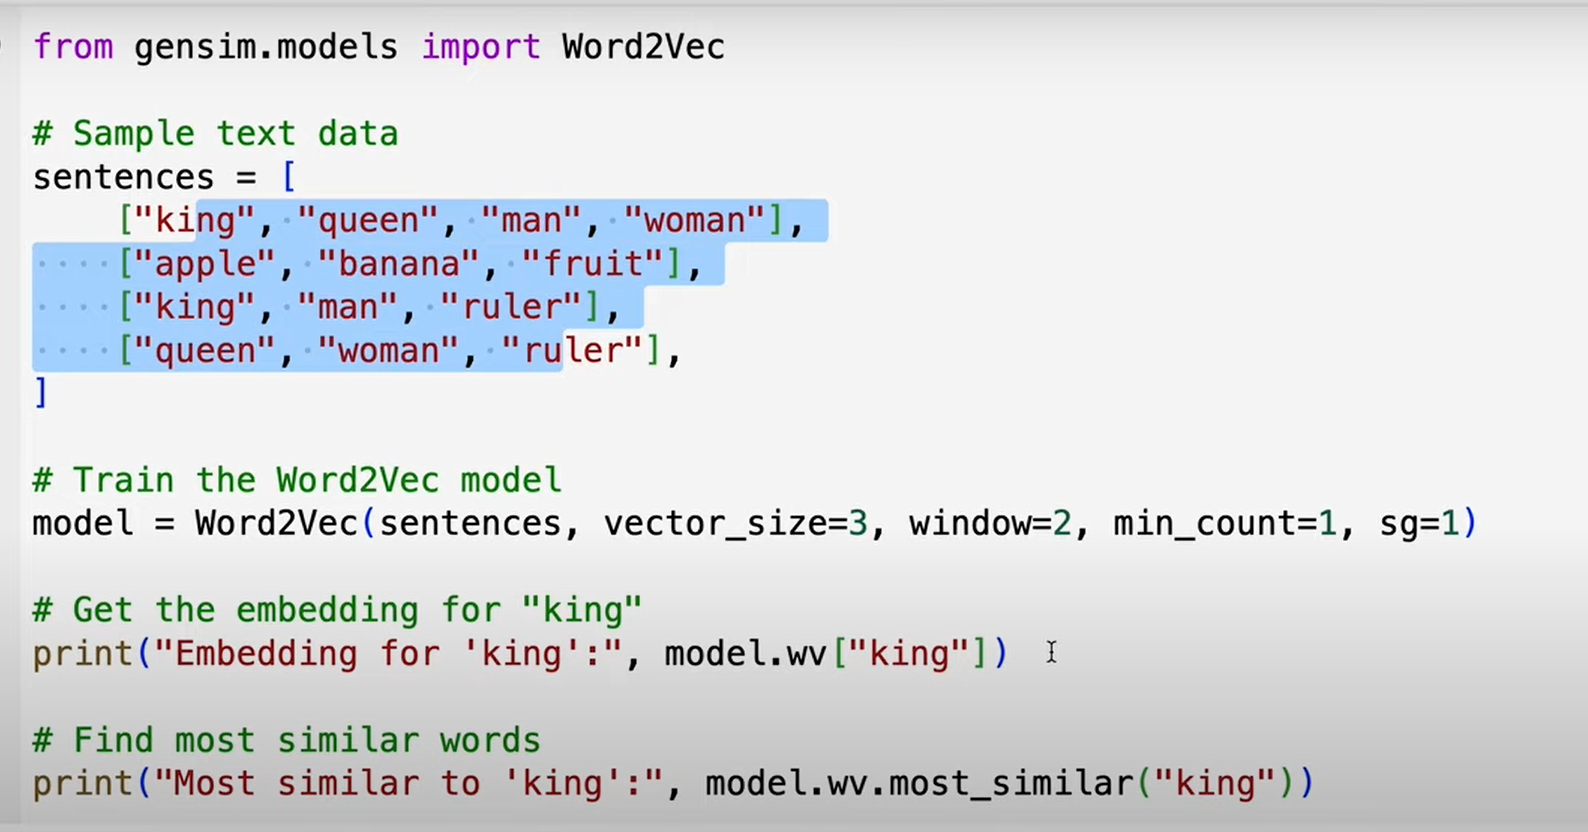 from gensim.models import Word2Vec
# Sample text data
sentences = [
    ["king", "queen", "man", "woman"],
    ["apple", "banana", "fruit"],
    ["king", "man", "ruler"],
    ["queen", "woman", "ruler"],
]
# Train the Word2Vec model
model = Word2Vec(sentences, vector_size=3, window=2, min_count=1, sg=1)
# Get the embedding for "king"
print("Embedding for 'king':", model.wv["king"])
# Find most similar words
print("Most similar to 'king':", model.wv.most_similar("king"))